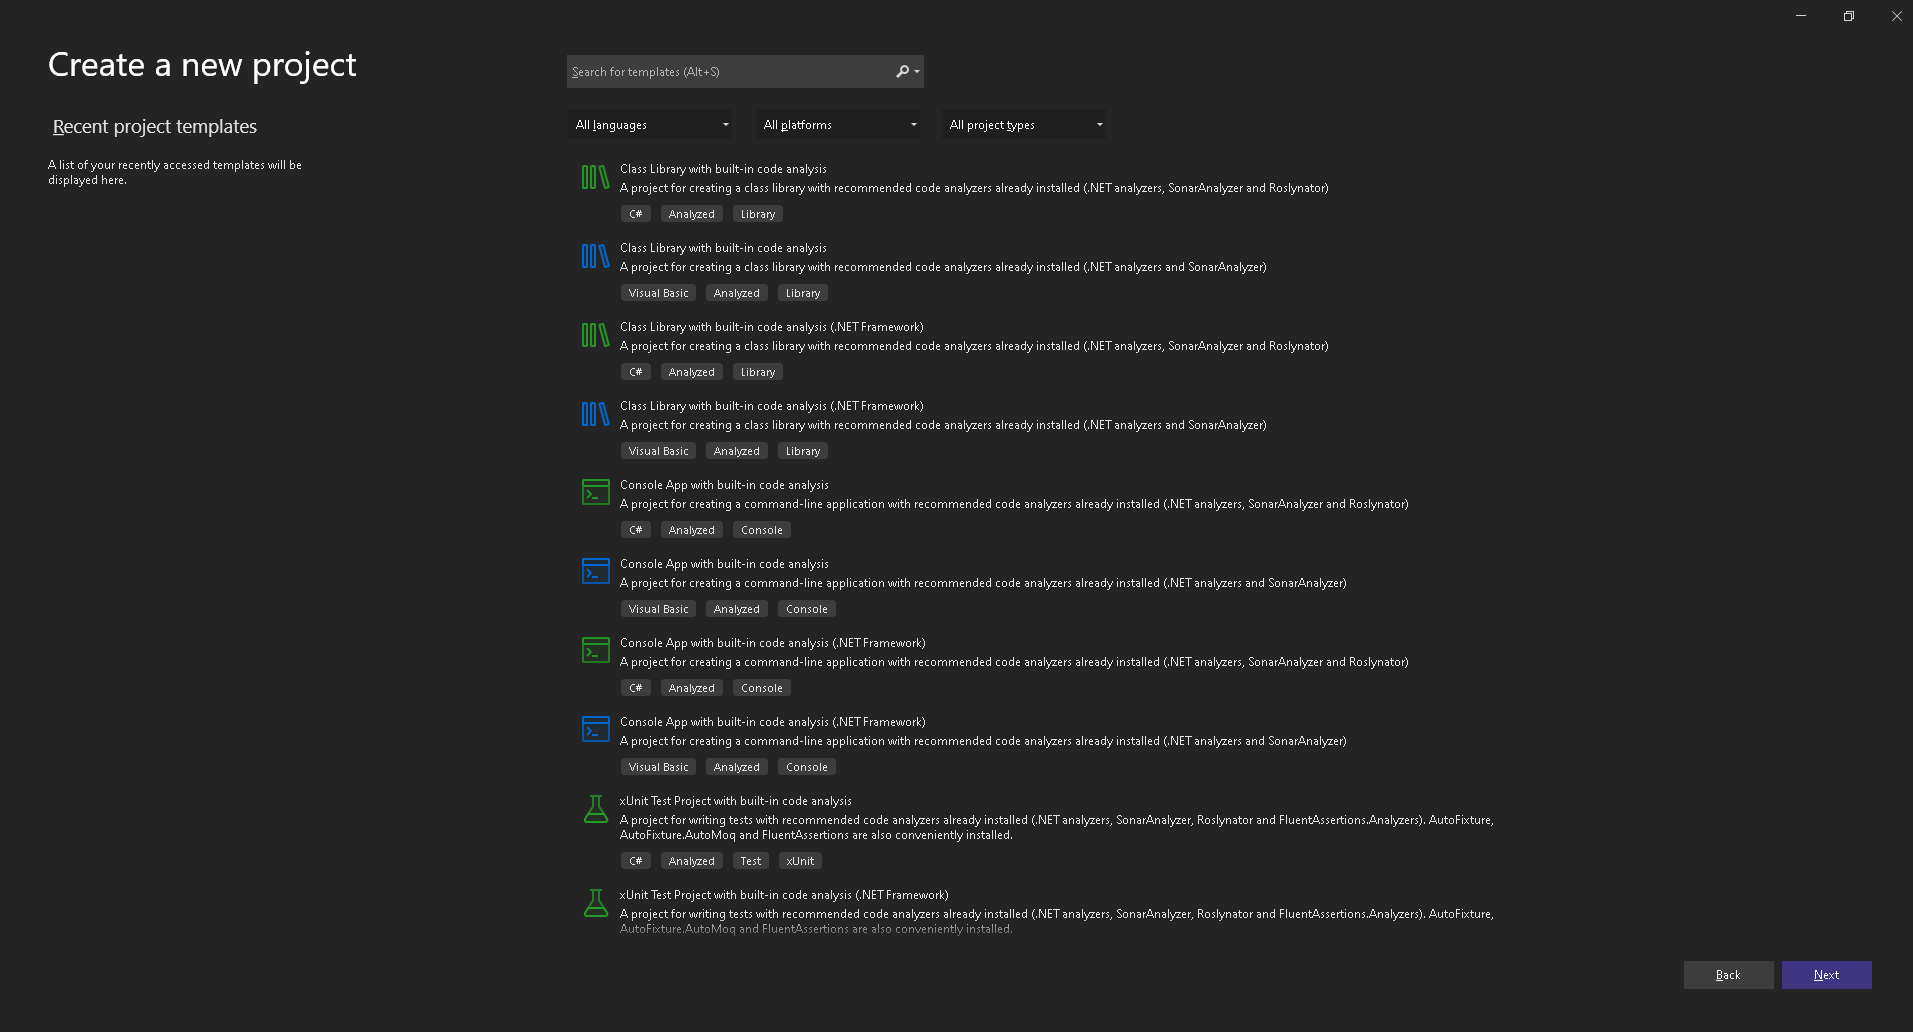 Create a new project
Recent project templates
A list of your recently accessed templates will be
displayed here.
Search for templates (Alt+S)
All languages
All platforms
All project types
Class Library with built-in code analysis
A project for creating a class library with recommended code analyzers already installed (.NET analyzers, SonarAnalyzer and Roslynator)
C# Analyzed Library
Class Library with built-in code analysis
A project for creating a class library with recommended code analyzers already installed (.NET analyzers and SonarAnalyzer)
Visual Basic Analyzed Library
Class Library with built-in code analysis (.NET Framework)
A project for creating a class library with recommended code analyzers already installed (.NET analyzers, SonarAnalyzer and Roslynator)
C# Analyzed Library
Class Library with built-in code analysis (.NET Framework)
A project for creating a class library with recommended code analyzers already installed (.NET analyzers and SonarAnalyzer)
Visual Basic Analyzed Library
Console App with built-in code analysis
A project for creating a command-line application with recommended code analyzers already installed (.NET analyzers, SonarAnalyzer and Roslynator)
C# Analyzed Console
Console App with built-in code analysis
A project for creating a command-line application with recommended code analyzers already installed (.NET analyzers and SonarAnalyzer)
Visual Basic Analyzed Console
Console App with built-in code analysis (.NET Framework)
A project for creating a command-line application with recommended code analyzers already installed (.NET analyzers, SonarAnalyzer and Roslynator)
C# Analyzed Console
Console App with built-in code analysis (.NET Framework)
A project for creating a command-line application with recommended code analyzers already installed (.NET analyzers and SonarAnalyzer)
Visual Basic Analyzed Console
xUnit Test Project with built-in code analysis
A project for writing tests with recommended code analyzers already installed (.NET analyzers, SonarAnalyzer, Roslynator and FluentAssertions.Analyzers). AutoFixture,
AutoFixture.AutoMoq and FluentAssertions are also conveniently installed.
C# Analyzed Test xUnit
xUnit Test Project with built-in code analysis (.NET Framework)
A project for writing tests with recommended code analyzers already installed (.NET analyzers, SonarAnalyzer, Roslynator and FluentAssertions.Analyzers). AutoFixture,
AutoFixture.AutoMoq and FluentAssertions are also conveniently installed.
Back
Next